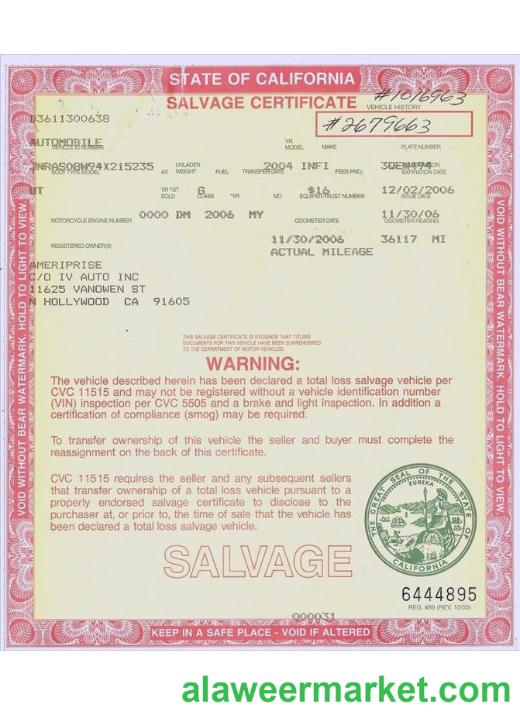 STATE OF CALIFORNIA
SALVAGE CERTIFICATE
#1016963
VEHICLE HISTORY
#2679663
D3611300638
AUTOMOBILE
VEHICLE ID NUMBER YR MODEL MAKE PLATE NUMBER
JNRAS08W94X215235 2004 INFI
BODY TYPE MODEL AX UNLADEN WEIGHT FUEL TRANSFER DATE FEES PAID EXPIRATION DATE
UT G $16 12/02/2006
YR 1ST SOLD CLASS *YR MO EQUIPMT/TRUST NUMBER ISSUE DATE
0000 DM 2006 MY 11/30/06
MOTORCYCLE ENGINE NUMBER ODOMETER DATE ODOMETER READING
11/30/2006 36117 MI
REGISTERED OWNER(S)
ACTUAL MILEAGE
AMERIPRISE
C/O IV AUTO INC
11625 VANOWEN ST
N HOLLYWOOD CA 91605
THIS SALVAGE CERTIFICATE IS EVIDENCE THAT TITLING
DOCUMENTS FOR THIS VEHICLE HAVE BEEN SURRENDERED
TO THE DEPARTMENT OF MOTOR VEHICLES.
WARNING:
The vehicle described herein has been declared a total loss salvage vehicle per
CVC 11515 and may not be registered without a vehicle identification number
(VIN) inspection per CVC 5505 and a brake and light inspection. In addition a
certification of compliance (smog) may be required.
To transfer ownership of this vehicle the seller and buyer must complete the
reassignment on the back of this certificate.
CVC 11515 requires the seller and any subsequent sellers
that transfer ownership of a total loss vehicle pursuant to a
properly endorsed salvage certificate to disclose to the
purchaser at, or prior to, the time of sale that the vehicle has
been declared a total loss salvage vehicle.
THE GREAT SEAL OF THE STATE OF CALIFORNIA
EUREKA
SALVAGE
6444895
REG. 489 (REV. 10/03)
000031
KEEP IN A SAFE PLACE - VOID IF ALTERED
VOID WITHOUT BEAR WATERMARK. HOLD TO LIGHT TO VIEW
VOID WITHOUT BEAR WATERMARK. HOLD TO LIGHT TO VIEW
alaweermarket.com